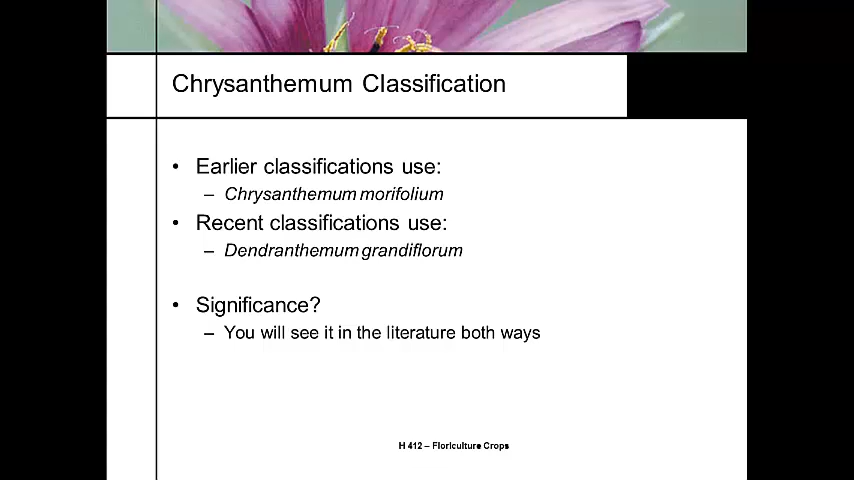 Chrysanthemum Classification
• Earlier classifications use:
– Chrysanthemum morifolium
• Recent classifications use:
– Dendranthemum grandiflorum
• Significance?
– You will see it in the literature both ways
H 412 – Floriculture Crops